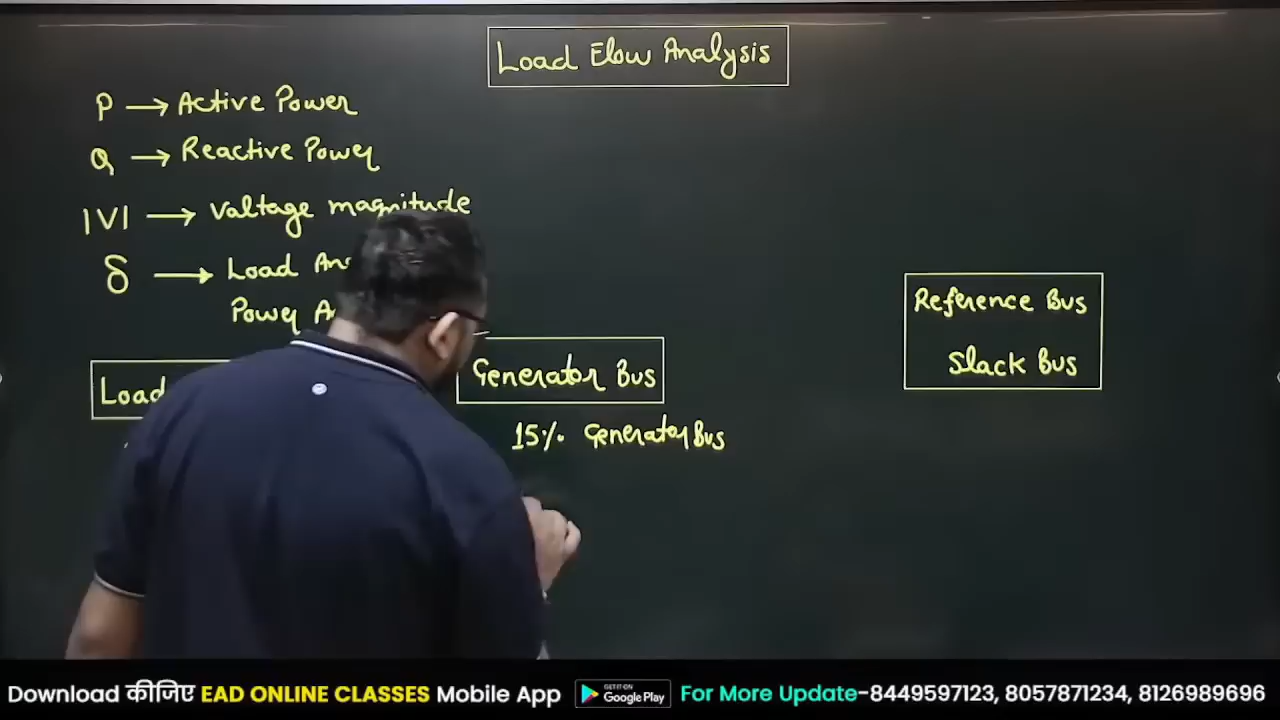 Load Flow Analysis
P → Active Power
Q → Reactive Power
|V| → Voltage magnitude
δ → Load
Power
Reference Bus
Slack Bus
Load
Generator Bus
15% Generator Bus
Download कीजिए EAD ONLINE CLASSES Mobile App GET IT ON Google Play For More Update-8449597123, 8057871234, 8126989696